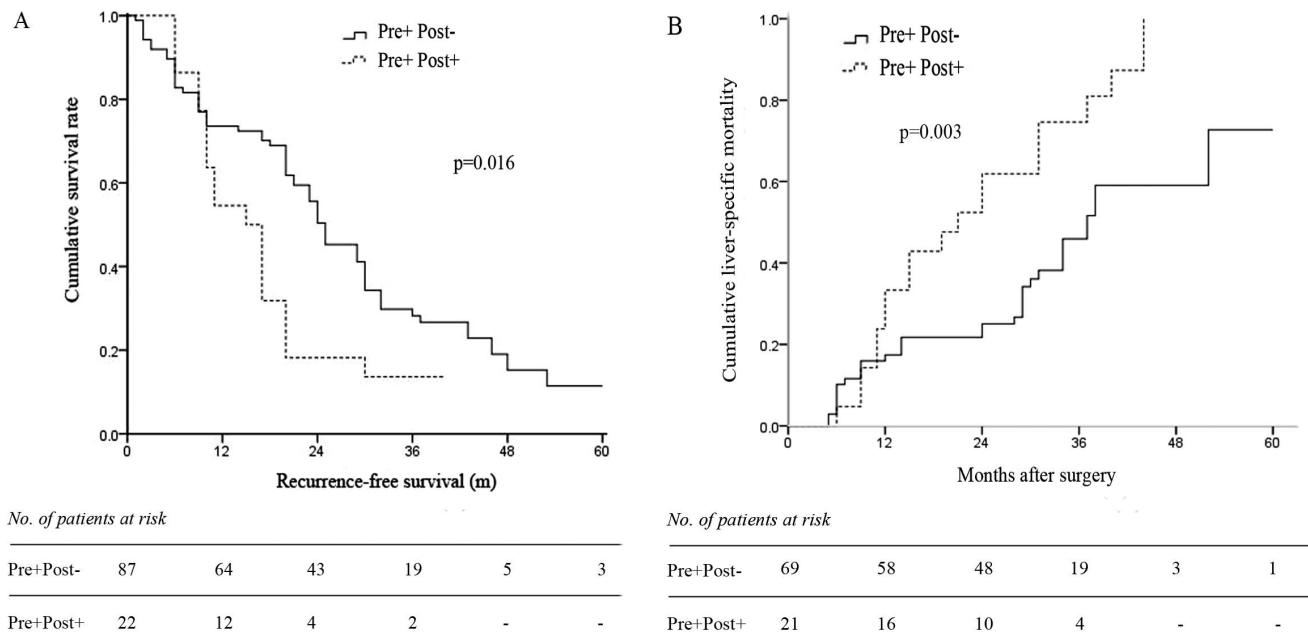 A
Pre+ Post-
Pre+ Post+
p=0.016
Cumulative survival rate
1.0
0.8
0.6
0.4
0.2
0.0
0 12 24 36 48 60
Recurrence-free survival (m)
No. of patients at risk
Pre+Post- 87 64 43 19 5 3
Pre+Post+ 22 12 4 2 - -
B
Pre+ Post-
Pre+ Post+
p=0.003
Cumulative liver-specific mortality
1.0
0.8
0.6
0.4
0.2
0.0
0 12 24 36 48 60
Months after surgery
No. of patients at risk
Pre+Post- 69 58 48 19 3 1
Pre+Post+ 21 16 10 4 - -